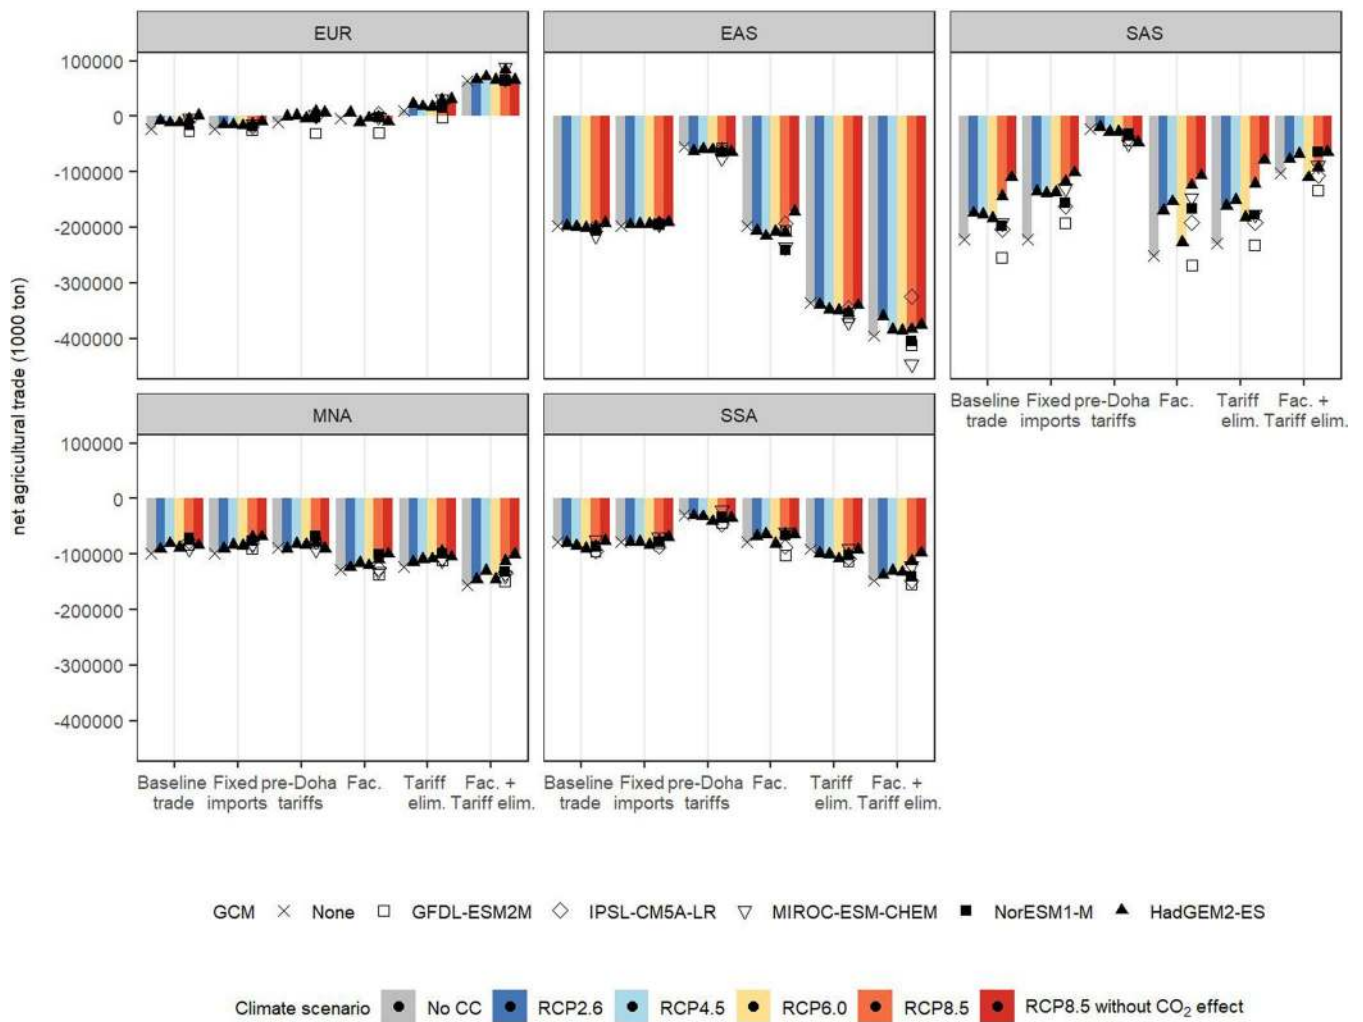 EUR EAS SAS
100000
0
-100000
-200000
-300000
-400000
Baseline trade Fixed imports pre-Doha tariffs Fac. Tariff elim. Fac. + Tariff elim.
net agricultural trade (1000 ton)
MNA SSA
100000
0
-100000
-200000
-300000
-400000
Baseline trade Fixed imports pre-Doha tariffs Fac. Tariff elim. Fac. + Tariff elim.
Baseline trade Fixed imports pre-Doha tariffs Fac. Tariff elim. Fac. + Tariff elim.
GCM None GFDL-ESM2M IPSL-CM5A-LR MIROC-ESM-CHEM NorESM1-M HadGEM2-ES
Climate scenario No CC RCP2.6 RCP4.5 RCP6.0 RCP8.5 RCP8.5 without CO₂ effect